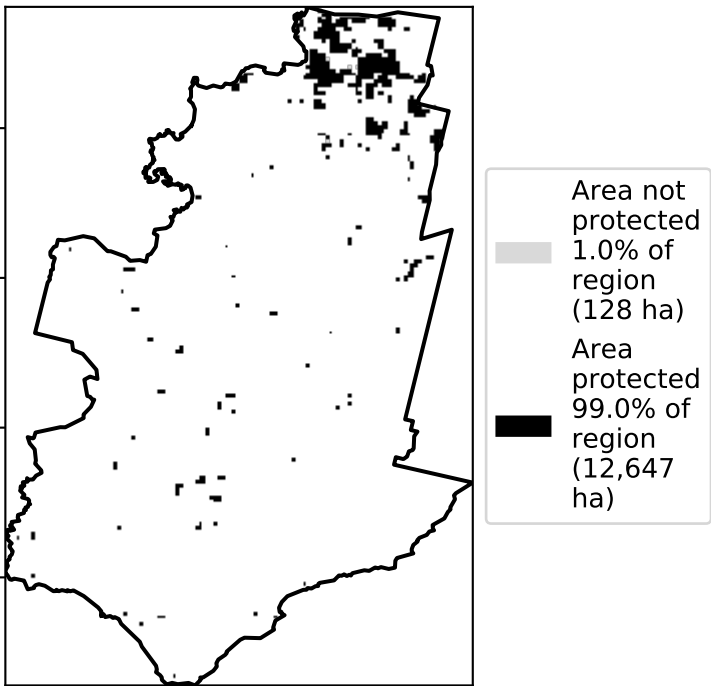 Area not
protected
1.0% of
region
(128 ha)
Area
protected
99.0% of
region
(12,647
ha)